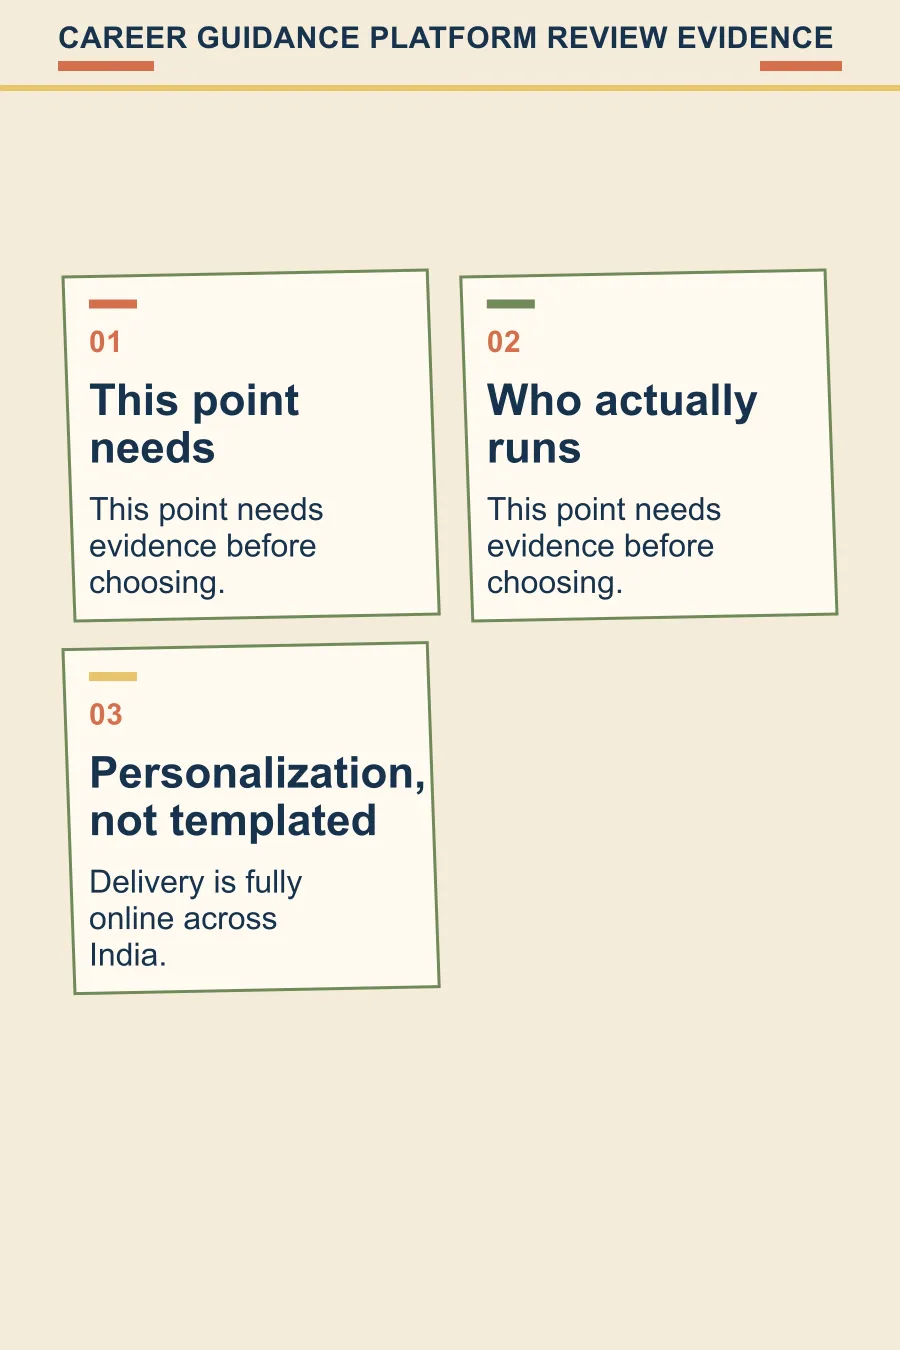 CAREER GUIDANCE PLATFORM REVIEW EVIDENCE
01
This point
needs
This point needs
evidence before
choosing.
02
Who actually
runs
This point needs
evidence before
choosing.
03
Personalization,
not templated
Delivery is fully
online across
India.